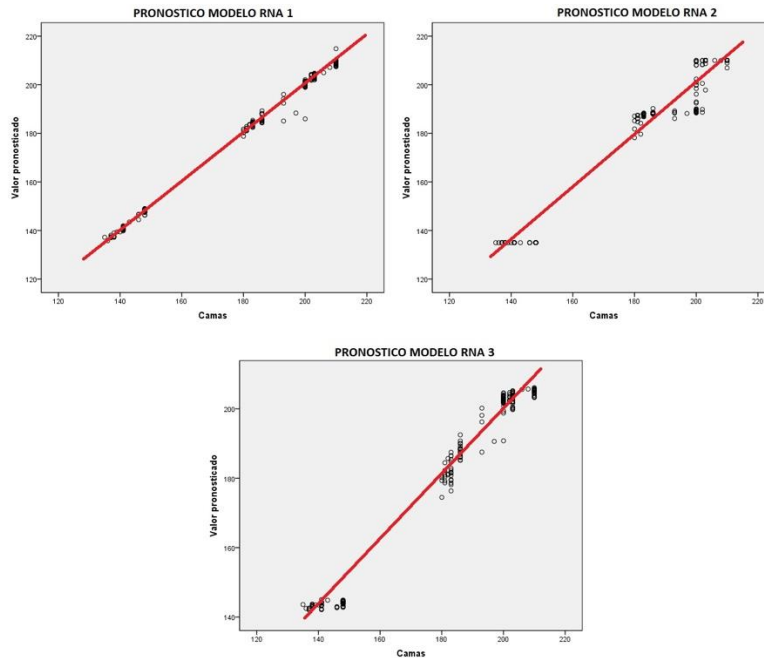 PRONOSTICO MODELO RNA 1
Valor pronosticado
220
200
180
160
140
120
120 140 160 180 200 220
Camas
PRONOSTICO MODELO RNA 2
Valor pronosticado
220
200
180
160
140
120
120 140 160 180 200 220
Camas
PRONOSTICO MODELO RNA 3
Valor pronosticado
200
180
160
140
120 140 160 180 200 220
Camas